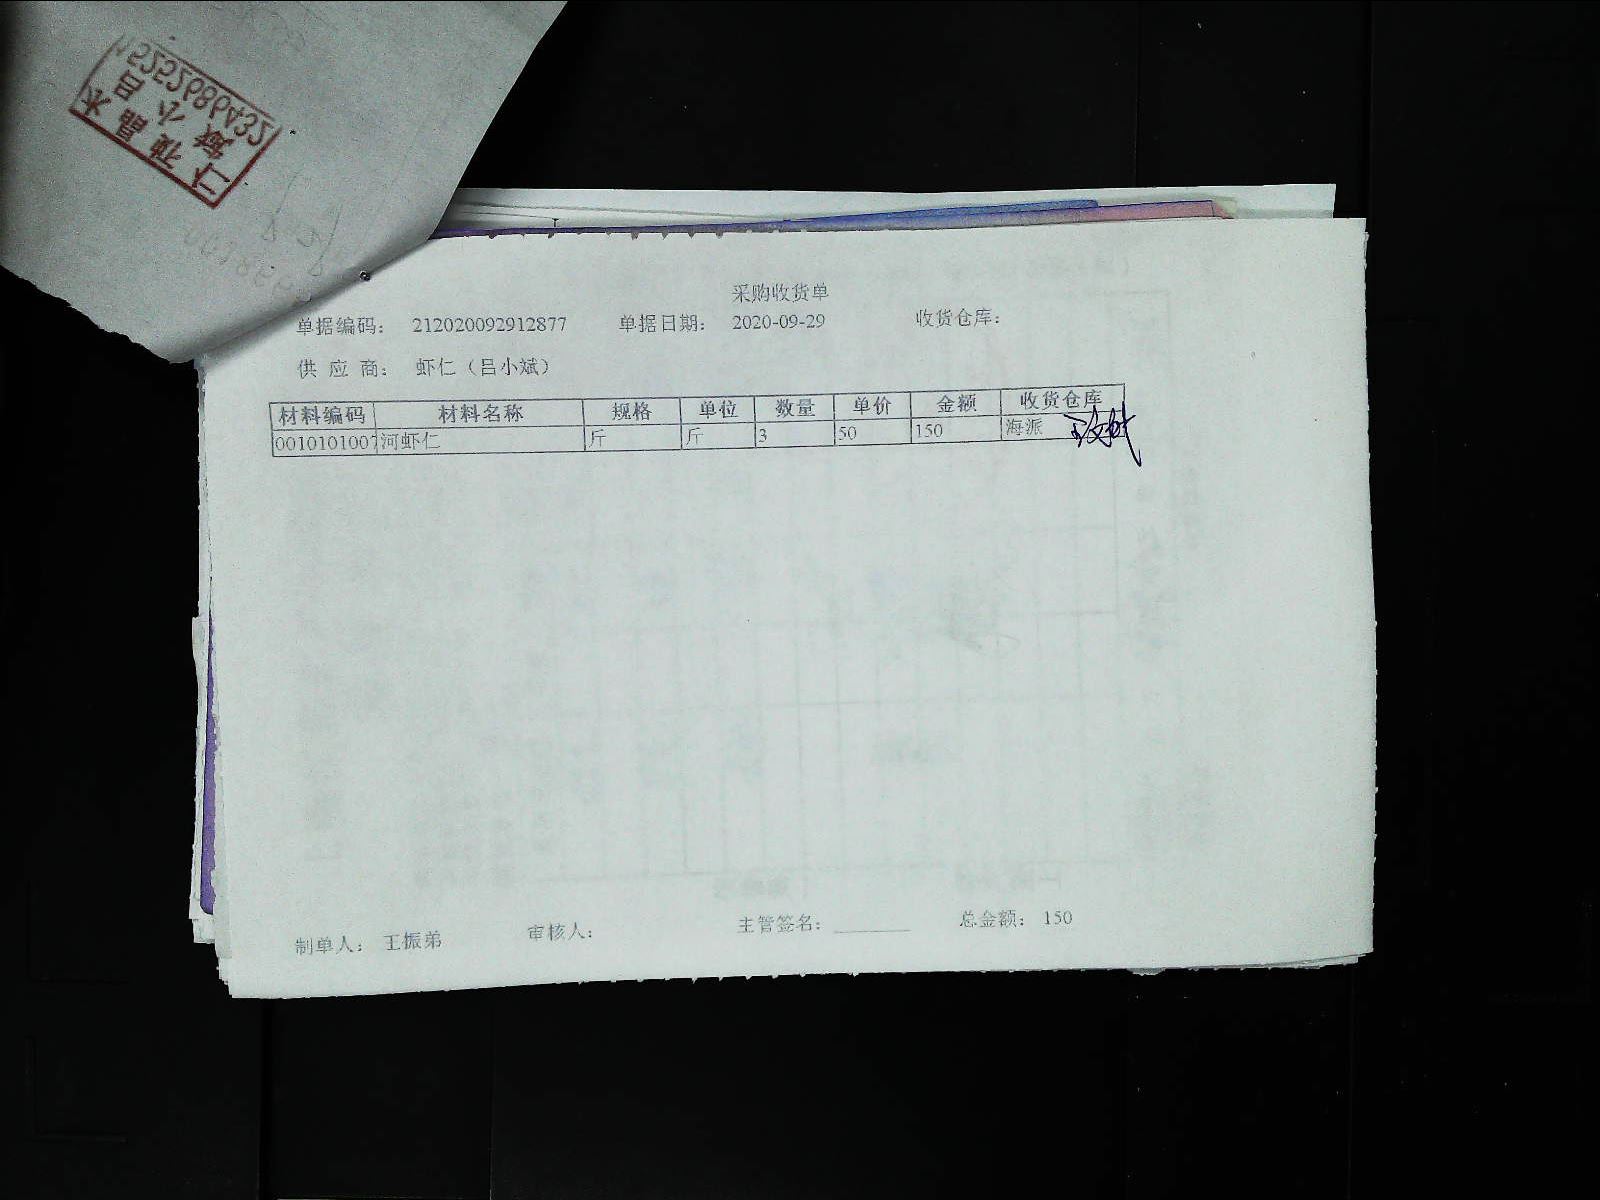 采购收货单
单据编码： 212020092912877 单据日期： 2020-09-29 收货仓库：
供 应 商： 虾仁（吕小斌）
材料编码 材料名称 规格 单位 数量 单价 金额 收货仓库
0010101007 河虾仁 斤 斤 3 50 150 海派
制单人： 王振弟 审核人： 主管签名： 总金额： 150